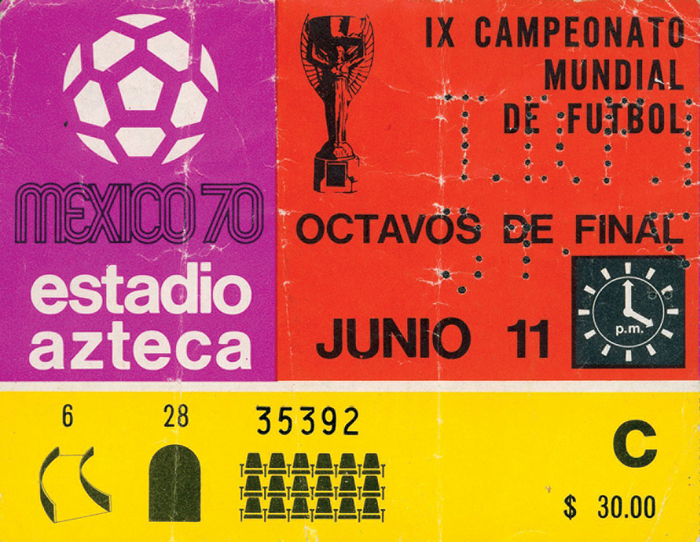 MEXICO 70
estadio
azteca
IX CAMPEONATO
MUNDIAL
DE FUTBOL
OCTAVOS DE FINAL
JUNIO 11
p.m.
6
28
35392
C
$ 30.00